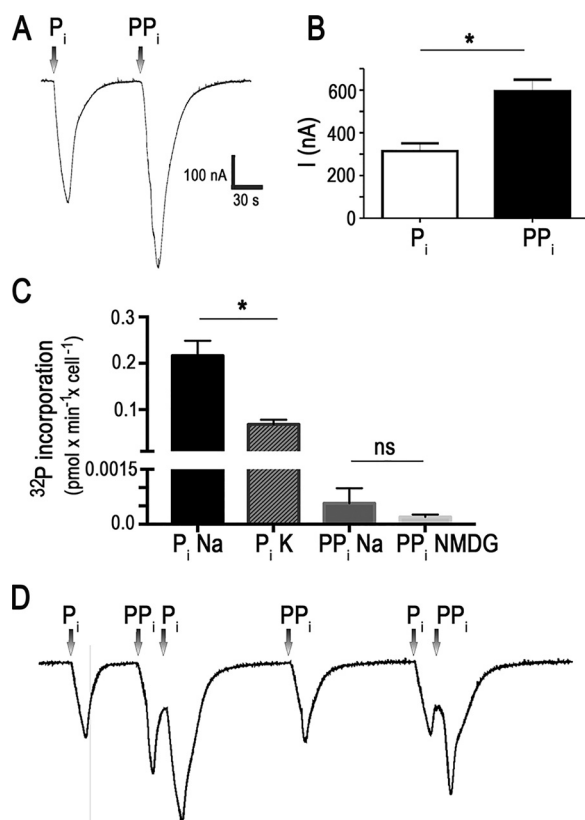 A
Pi PPi
100 nA
30 s
B
*
I (nA)
600
400
200
0
Pi PPi
C
*
ns
32P incorporation
(pmol x min-1x cell-1)
0.3
0.2
0.1
0.0015
0.0
Pi Na Pi K PPi Na PPi NMDG
D
Pi PPi Pi PPi Pi PPi